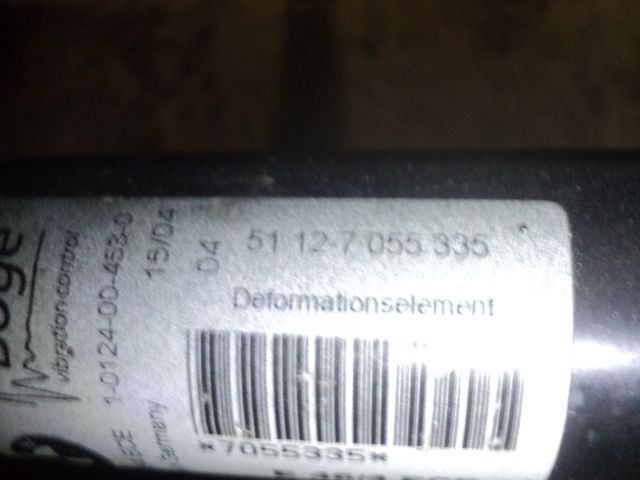 Boge
vibration control
1-0124-00-453-0
15/04
Germany
04
51 12-7 055 335
Deformationselement
*7055335*